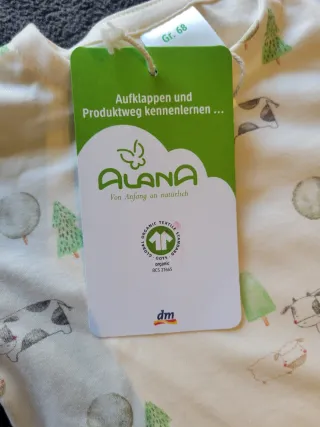 Gr. 68
Aufklappen und
Produktweg kennenlernen ...
ALANA
Von Anfang an natürlich
GLOBAL ORGANIC TEXTILE STANDARD
GOTS
organic
dm